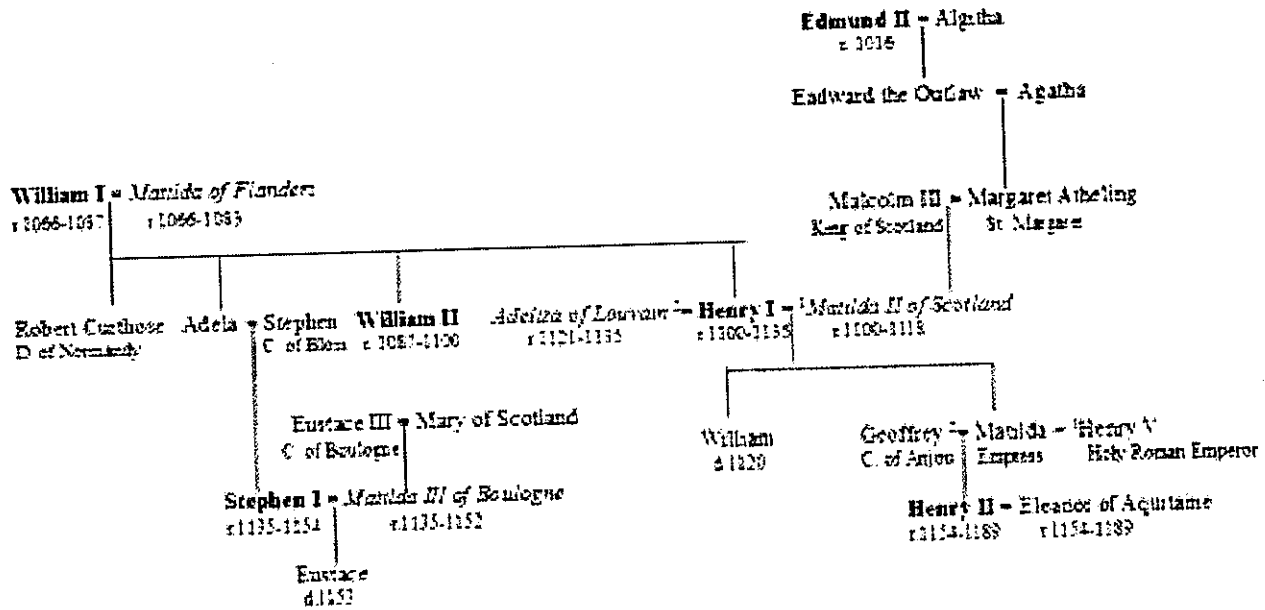 Edmund II = Algitha
r. 1016
Eadward the Outlaw = Agatha
William I = Matilda of Flanders
r 1066-1087 r 1066-1083
Malcolm III = Margaret Atheling
King of Scotland St. Margaret
Robert Curthose
D. of Normandy
Adela = Stephen
C. of Blois
William II
r. 1087-1100
Adeliza of Louvain ²= Henry I = ¹Matilda II of Scotland
r.1121-1135 r.1100-1135 r.1100-1118
Eustace III = Mary of Scotland
C. of Boulogne
William
d.1120
Geoffrey ²= Matilda = ¹Henry V
C. of Anjou Empress Holy Roman Emperor
Stephen I = Matilda III of Boulogne
r.1135-1154 r.1135-1152
Henry II = Eleanor of Aquitaine
r.1154-1189 r.1154-1189
Eustace
d.1153